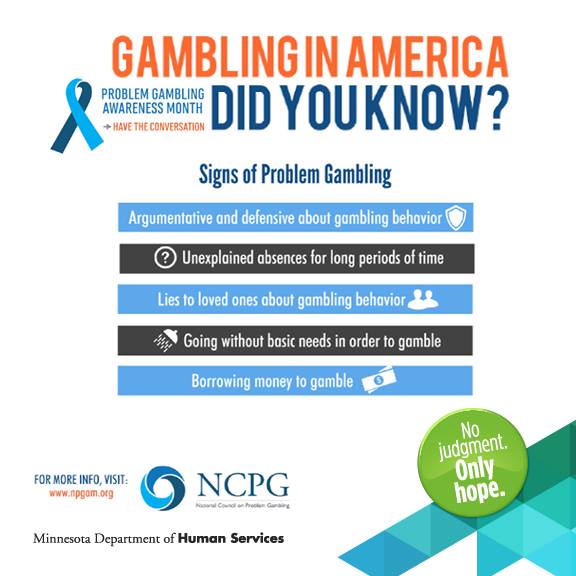 GAMBLING IN AMERICA
PROBLEM GAMBLING
AWARENESS MONTH
HAVE THE CONVERSATION
DID YOU KNOW?
Signs of Problem Gambling
Argumentative and defensive about gambling behavior
? Unexplained absences for long periods of time
Lies to loved ones about gambling behavior
Going without basic needs in order to gamble
Borrowing money to gamble $
No
judgment.
Only
hope.
FOR MORE INFO, VISIT:
www.npgam.org
NCPG
National Council on Problem Gambling
Minnesota Department of Human Services